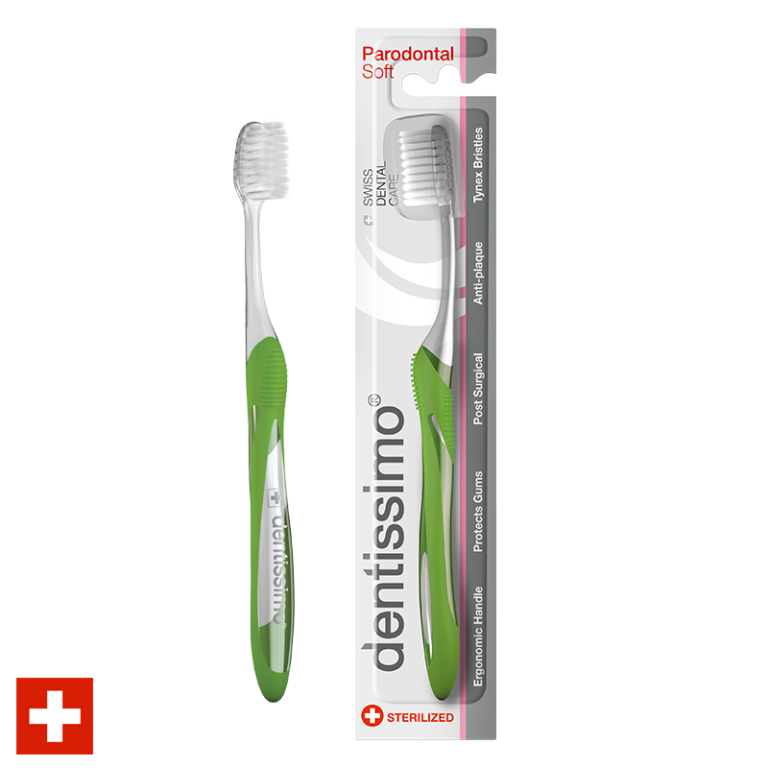 Parodontal
Soft
SWISS
DENTAL
CARE
Tynex Bristles
Anti-plaque
Post Surgical
Protects Gums
Ergonomic Handle
dentissimo®
STERILIZED
dentissimo